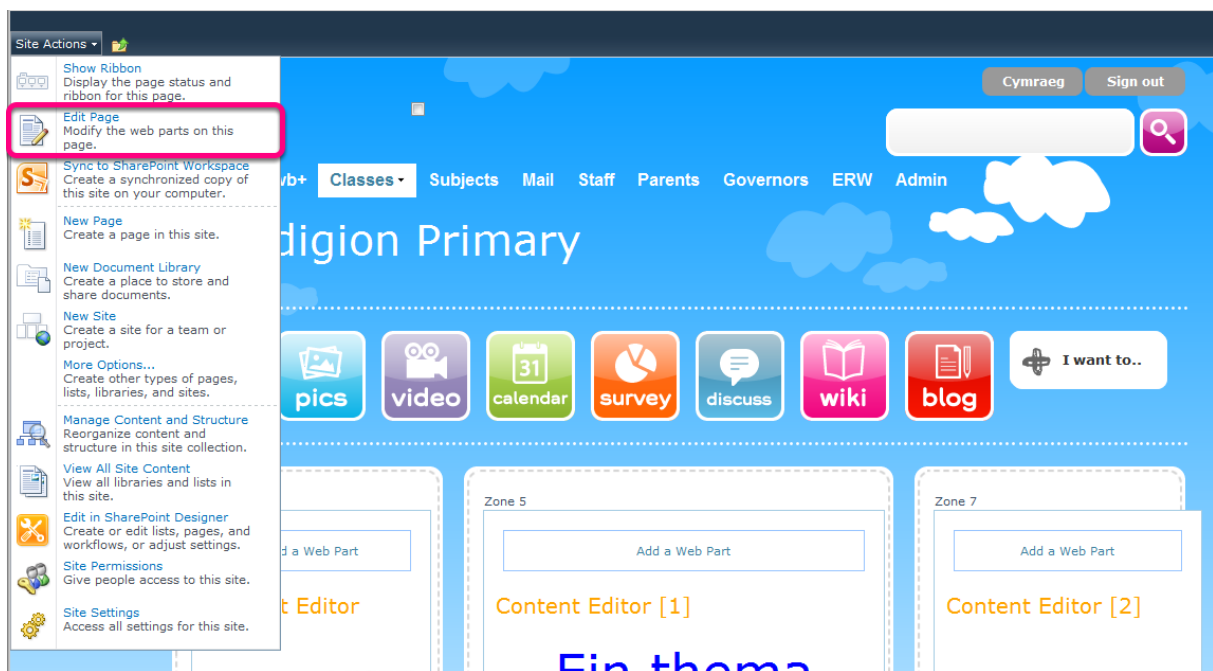 Site Actions
Show Ribbon
Display the page status and
ribbon for this page.
Edit Page
Modify the web parts on this
page.
Sync to SharePoint Workspace
Create a synchronized copy of
this site on your computer.
New Page
Create a page in this site.
New Document Library
Create a place to store and
share documents.
New Site
Create a site for a team or
project.
More Options...
Create other types of pages,
lists, libraries, and sites.
Manage Content and Structure
Reorganize content and
structure in this site collection.
View All Site Content
View all libraries and lists in
this site.
Edit in SharePoint Designer
Create or edit lists, pages, and
workflows, or adjust settings.
Site Permissions
Give people access to this site.
Site Settings
Access all settings for this site.
Cymraeg Sign out
vb+ Classes Subjects Mail Staff Parents Governors ERW Admin
digion Primary
pics video 31 calendar survey discuss wiki blog I want to..
Zone 5 Zone 7
d a Web Part Add a Web Part Add a Web Part
t Editor Content Editor [1] Content Editor [2]
Ein thema